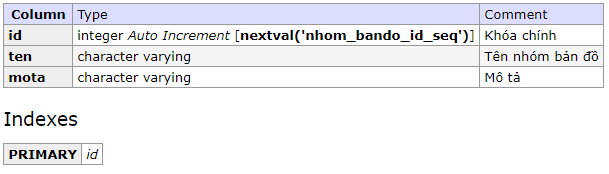 Column Type Comment
id integer Auto Increment [nextval('nhom_bando_id_seq')] Khóa chính
ten character varying Tên nhóm bản đồ
mota character varying Mô tả
Indexes
PRIMARY id